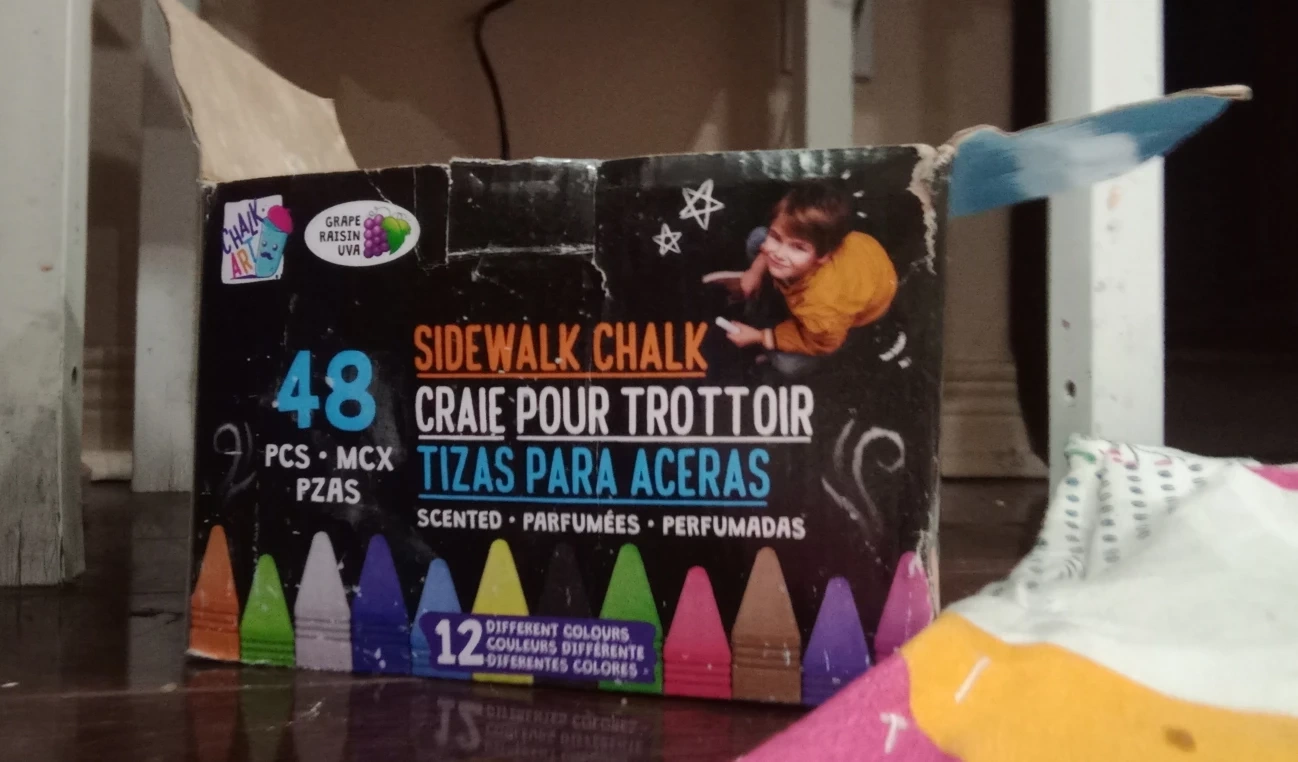 CHALK
ART
GRAPE
RAISIN
UVA
48
PCS • MCX
PZAS
SIDEWALK CHALK
CRAIE POUR TROTTOIR
TIZAS PARA ACERAS
SCENTED • PARFUMÉES • PERFUMADAS
12
DIFFERENT COLOURS
COULEURS DIFFÉRENTE
DIFERENTES COLORES